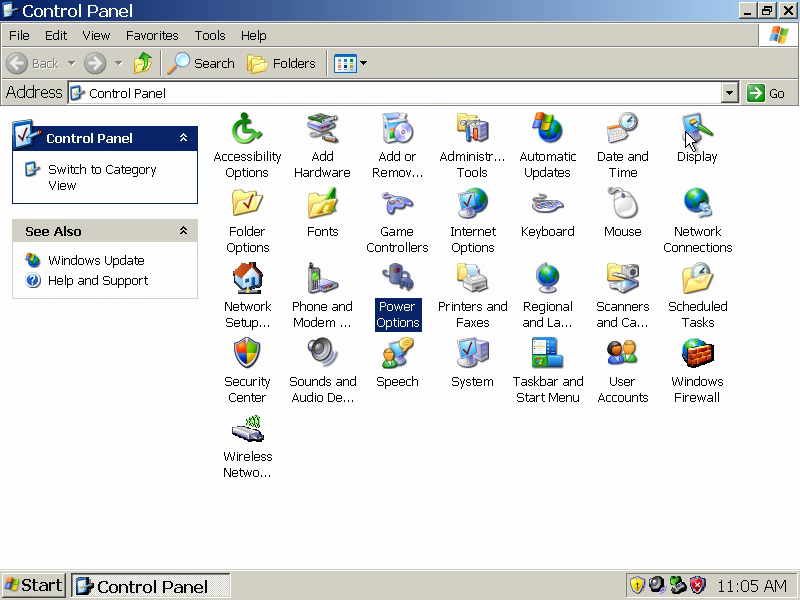 Control Panel
File Edit View Favorites Tools Help
Back Search Folders
Address Control Panel Go
Control Panel
Switch to Category
View
See Also
Windows Update
Help and Support
Accessibility
Options
Add
Hardware
Add or
Remov...
Administr...
Tools
Automatic
Updates
Date and
Time
Display
Folder
Options
Fonts
Game
Controllers
Internet
Options
Keyboard
Mouse
Network
Connections
Network
Setup...
Phone and
Modem ...
Power
Options
Printers and
Faxes
Regional
and La...
Scanners
and Ca...
Scheduled
Tasks
Security
Center
Sounds and
Audio De...
Speech
System
Taskbar and
Start Menu
User
Accounts
Windows
Firewall
Wireless
Netwo...
Start Control Panel 11:05 AM